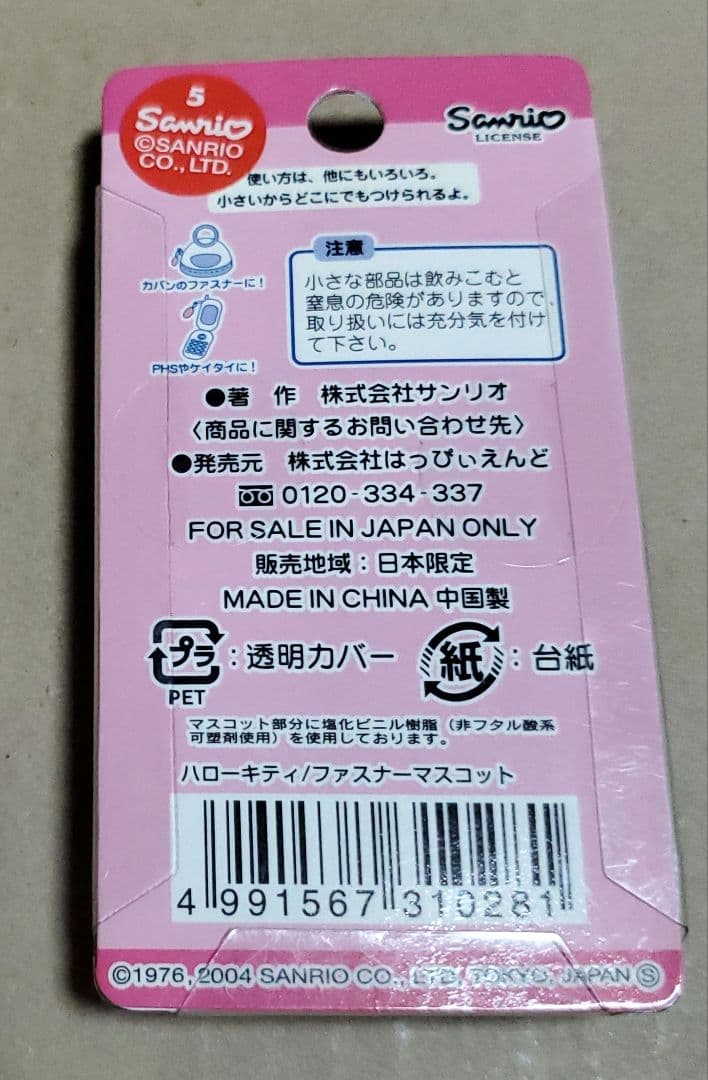 5
Sanrio
©SANRIO
CO., LTD.
Sanrio
LICENSE
使い方は、他にもいろいろ。
小さいからどこにでもつけられるよ。
カバンのファスナーに!
PHSやケイタイに!
注意
小さな部品は飲みこむと
窒息の危険がありますので
取り扱いには充分気を付け
て下さい。
●著 作 株式会社サンリオ
〈商品に関するお問い合わせ先〉
●発売元 株式会社はっぴぃえんど
0120-334-337
FOR SALE IN JAPAN ONLY
販売地域:日本限定
MADE IN CHINA 中国製
プラ:透明カバー
PET
紙:台紙
マスコット部分に塩化ビニル樹脂(非フタル酸系
可塑剤使用)を使用しております。
ハローキティ/ファスナーマスコット
4 991567 310281
©1976, 2004 SANRIO CO., LTD, TOKYO, JAPAN Ⓢ